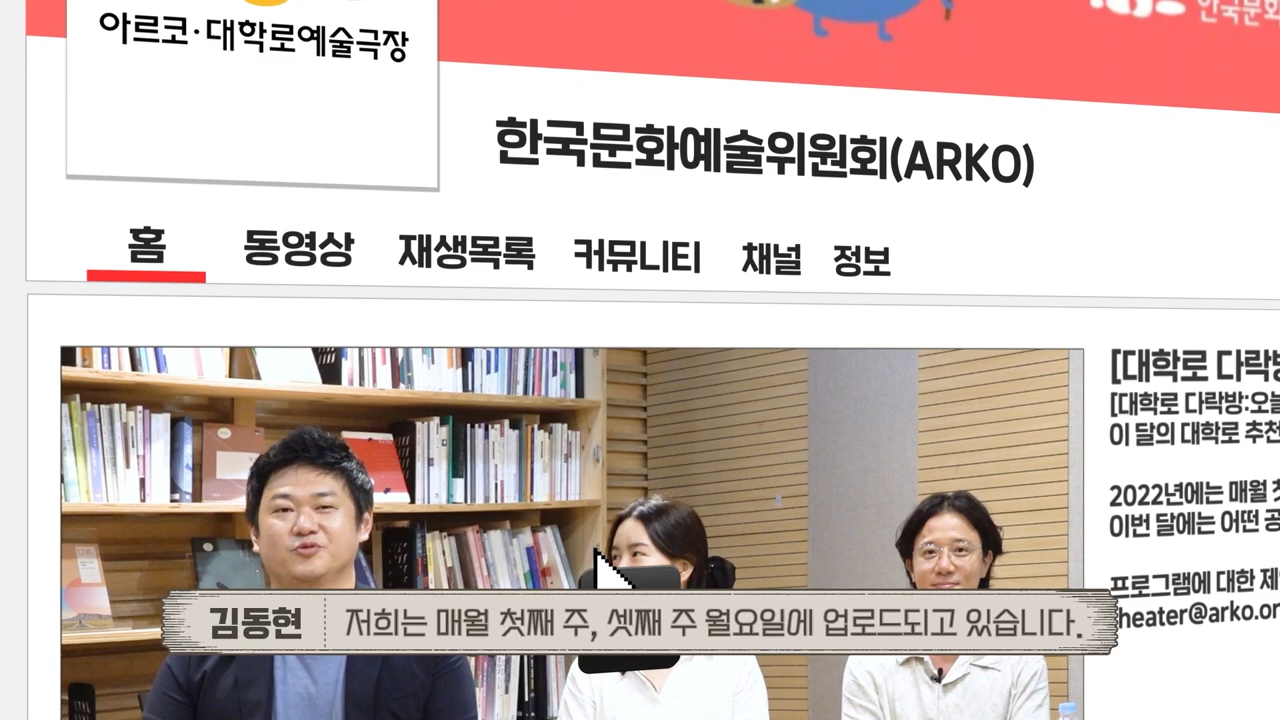 아르코·대학로예술극장
한국문화
한국문화예술위원회(ARKO)
홈 동영상 재생목록 커뮤니티 채널 정보
[대학로 다락방
[대학로 다락방:오늘
이 달의 대학로 추천
2022년에는 매월 첫
이번 달에는 어떤 공
프로그램에 대한 제
theater@arko.or
김동현 저희는 매월 첫째 주, 셋째 주 월요일에 업로드되고 있습니다.